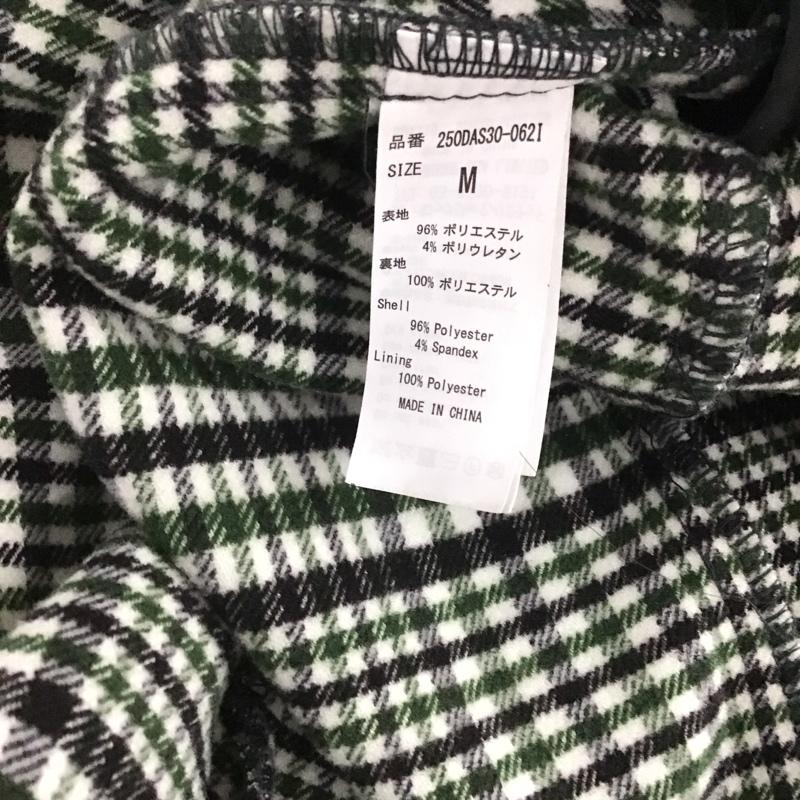 品番 250DAS30-062I
SIZE M
表地
96% ポリエステル
4% ポリウレタン
裏地
100% ポリエステル
Shell
96% Polyester
4% Spandex
Lining
100% Polyester
MADE IN CHINA